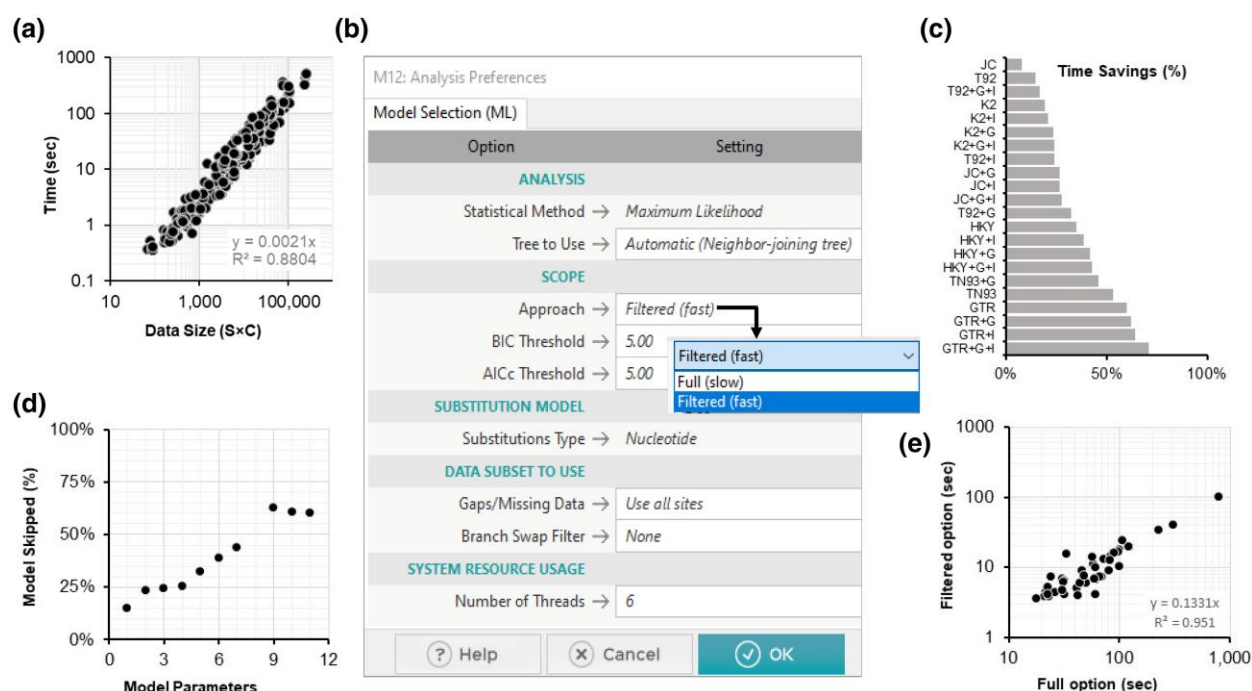 (a)
1000
100
10
1
0.1
Time (sec)
y = 0.0021x
R² = 0.8804
10
1,000
100,000
Data Size (S×C)
(b)
M12: Analysis Preferences
Model Selection (ML)
Option
Setting
ANALYSIS
Statistical Method → Maximum Likelihood
Tree to Use → Automatic (Neighbor-joining tree)
SCOPE
Approach → Filtered (fast)
BIC Threshold → 5.00
AICc Threshold → 5.00
Filtered (fast)
Full (slow)
Filtered (fast)
SUBSTITUTION MODEL
Substitutions Type → Nucleotide
DATA SUBSET TO USE
Gaps/Missing Data → Use all sites
Branch Swap Filter → None
SYSTEM RESOURCE USAGE
Number of Threads → 6
? Help
Cancel
OK
(c)
Time Savings (%)
JC
T92
T92+G+I
K2
K2+I
K2+G
K2+G+I
T92+I
JC+G
JC+I
JC+G+I
T92+G
HKY
HKY+I
HKY+G
HKY+G+I
TN93+G
TN93
GTR
GTR+G
GTR+I
GTR+G+I
0%
50%
100%
(d)
100%
75%
50%
25%
0%
Model Skipped (%)
0
3
6
9
12
Model Parameters
(e)
1000
100
10
1
Filtered option (sec)
y = 0.1331x
R² = 0.951
10
100
1,000
Full option (sec)